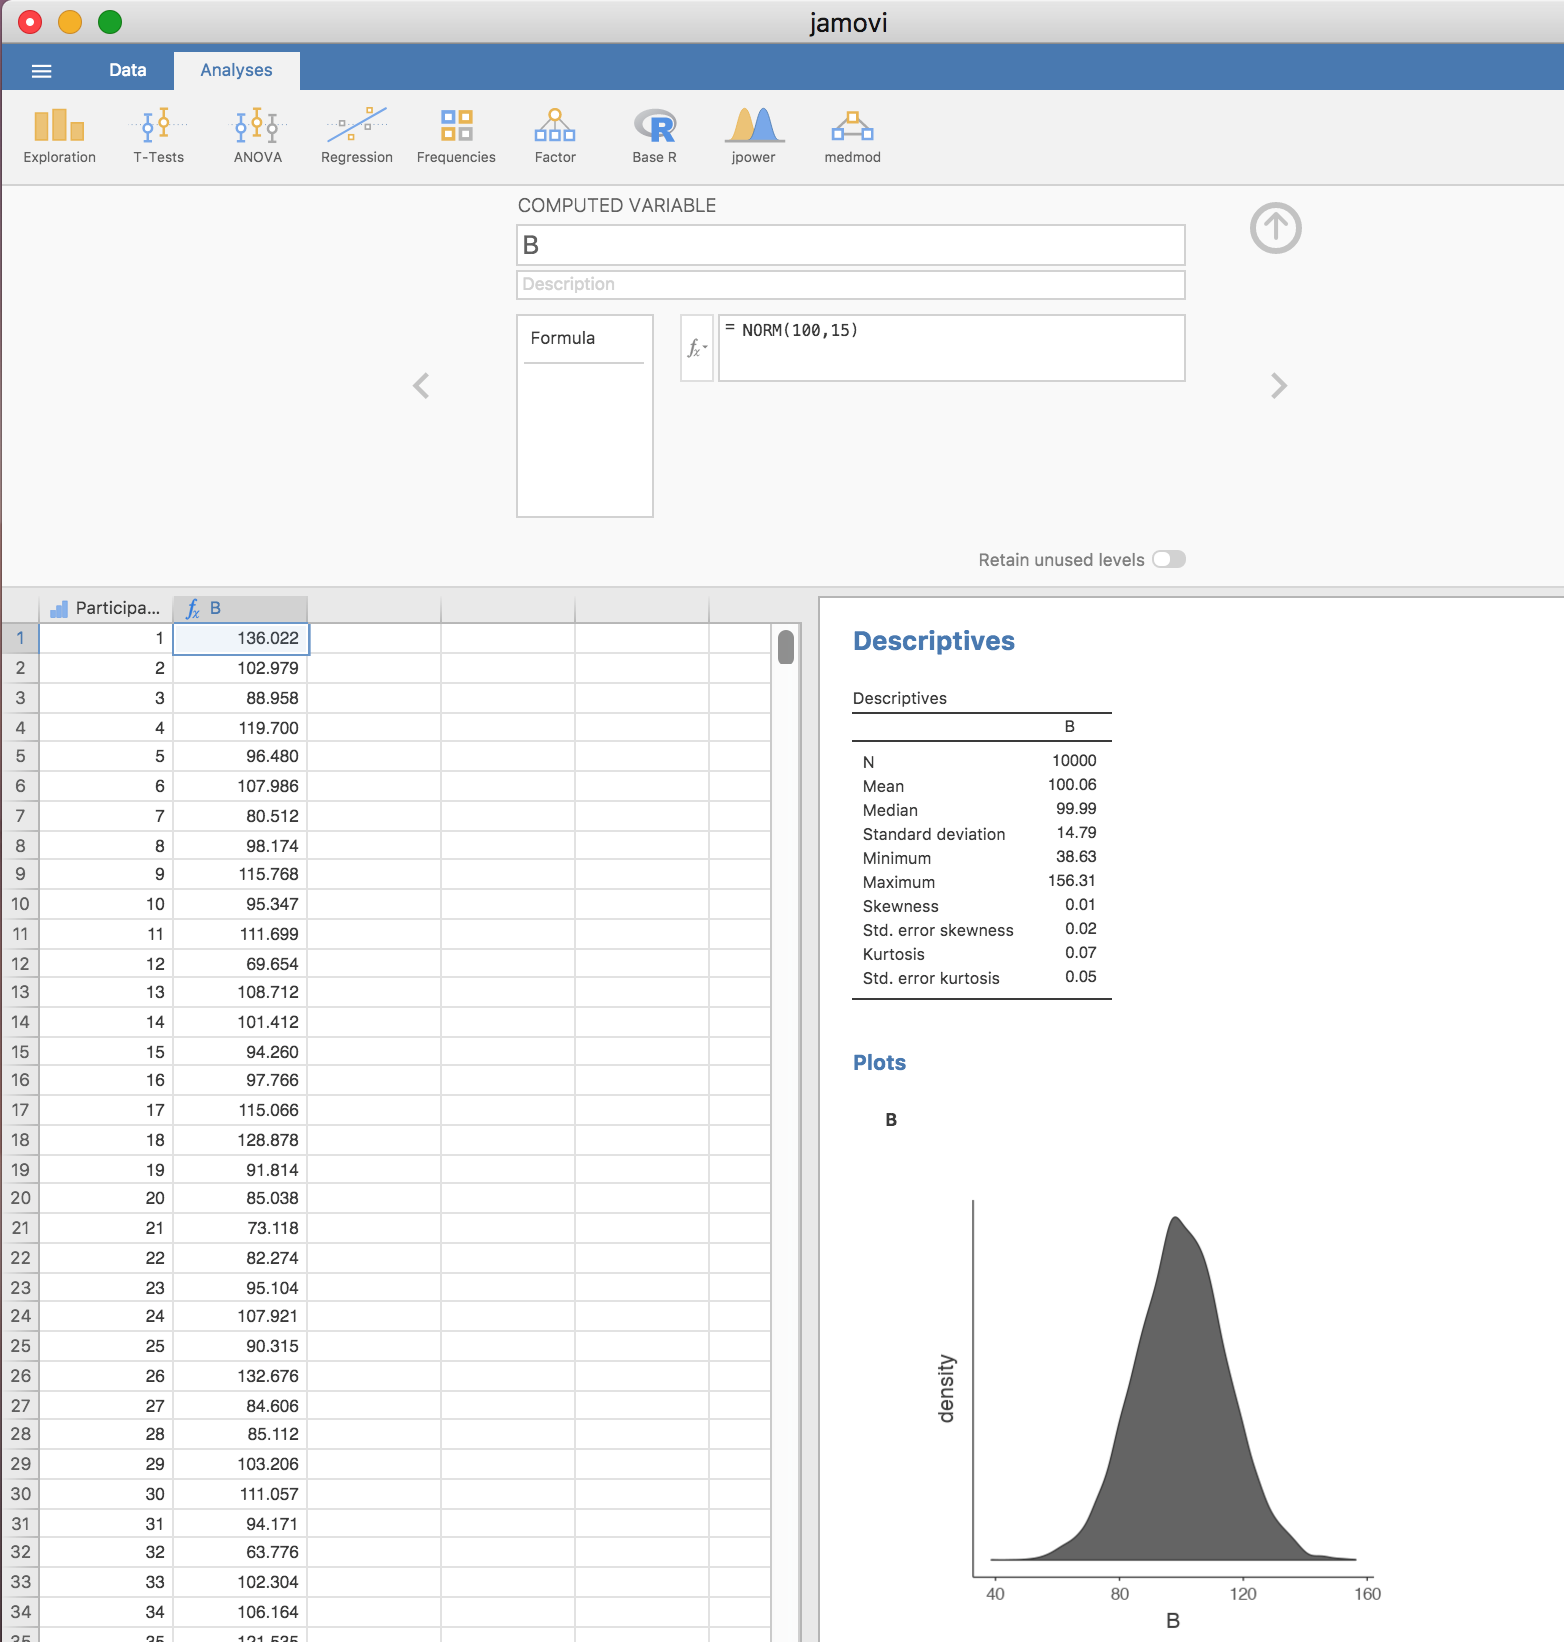 jamovi
Data Analyses
Exploration T-Tests ANOVA Regression Frequencies Factor Base R jpower medmod
COMPUTED VARIABLE
B
Description
Formula
fx = NORM(100,15)
Retain unused levels
Participa... fx B
1 1 136.022
2 2 102.979
3 3 88.958
4 4 119.700
5 5 96.480
6 6 107.986
7 7 80.512
8 8 98.174
9 9 115.768
10 10 95.347
11 11 111.699
12 12 69.654
13 13 108.712
14 14 101.412
15 15 94.260
16 16 97.766
17 17 115.066
18 18 128.878
19 19 91.814
20 20 85.038
21 21 73.118
22 22 82.274
23 23 95.104
24 24 107.921
25 25 90.315
26 26 132.676
27 27 84.606
28 28 85.112
29 29 103.206
30 30 111.057
31 31 94.171
32 32 63.776
33 33 102.304
34 34 106.164
35 35 121.535
Descriptives
Descriptives
B
N 10000
Mean 100.06
Median 99.99
Standard deviation 14.79
Minimum 38.63
Maximum 156.31
Skewness 0.01
Std. error skewness 0.02
Kurtosis 0.07
Std. error kurtosis 0.05
Plots
B
density
40 80 120 160
B